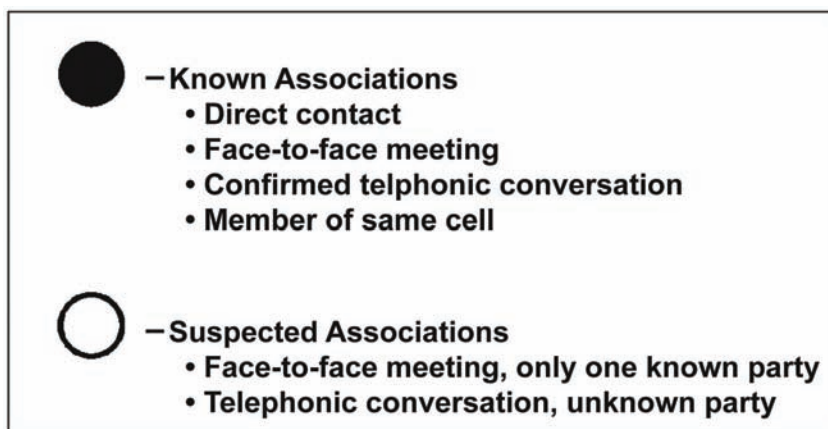 – Known Associations
• Direct contact
• Face-to-face meeting
• Confirmed telphonic conversation
• Member of same cell
– Suspected Associations
• Face-to-face meeting, only one known party
• Telephonic conversation, unknown party